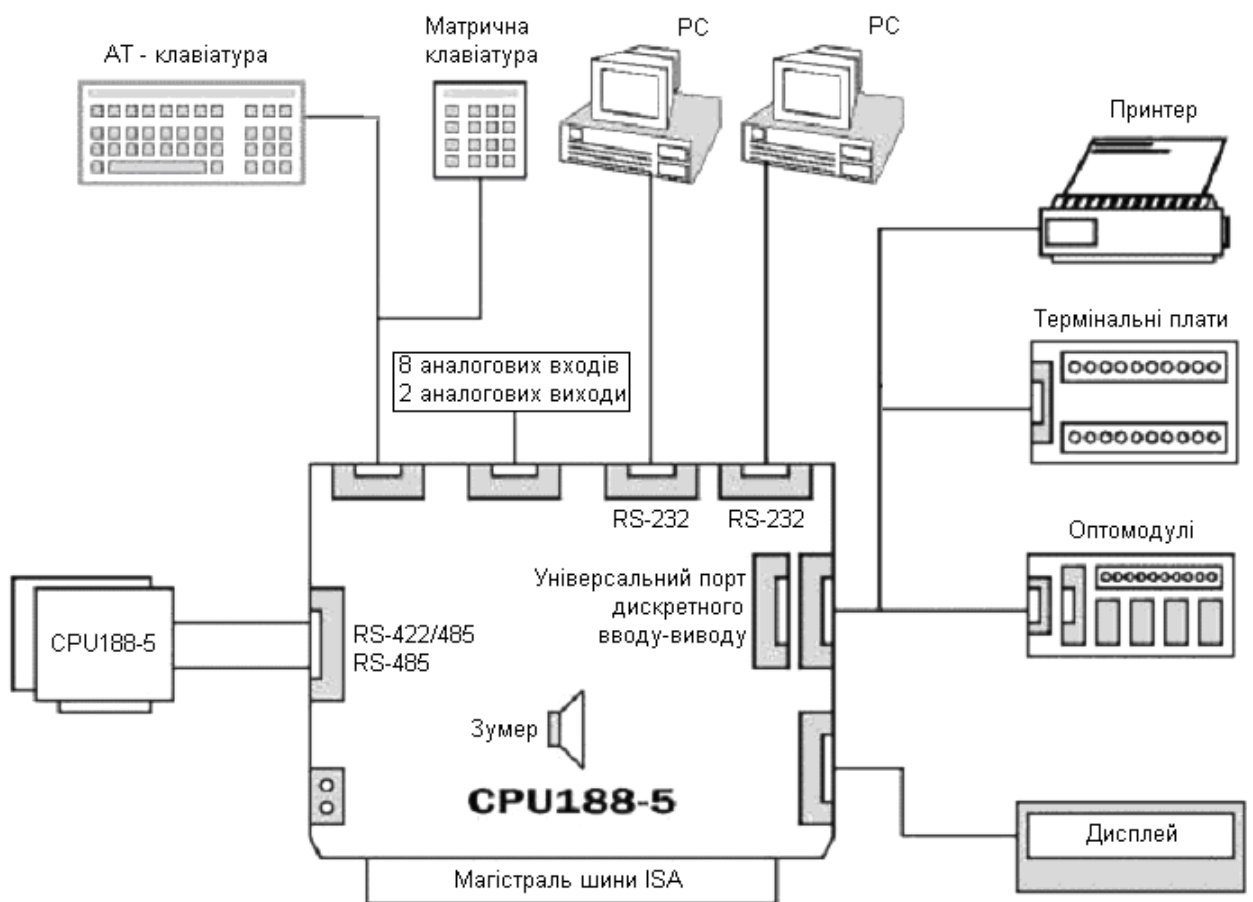 АТ - клавіатура
Матрична
клавіатура
PC
PC
Принтер
Термінальні плати
8 аналогових входів
2 аналогових виходи
RS-232
RS-232
Оптомодулі
Універсальний порт
дискретного
вводу-виводу
CPU188-5
RS-422/485
RS-485
Зумер
CPU188-5
Дисплей
Магістраль шини ISA